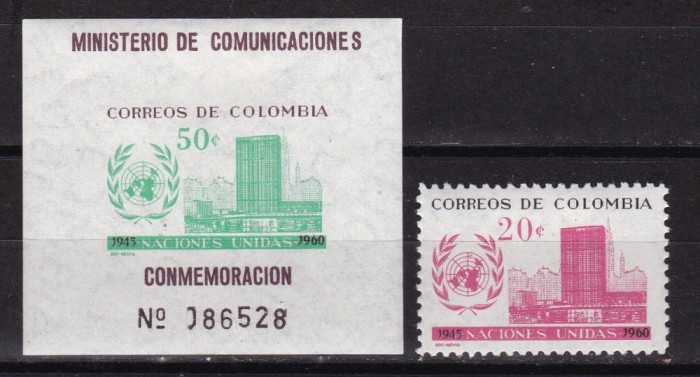 MINISTERIO DE COMUNICACIONES
CORREOS DE COLOMBIA
50¢
1945 NACIONES UNIDAS 1960
CONMEMORACION
Nº 086528
CORREOS DE COLOMBIA
20¢
1945 NACIONES UNIDAS 1960